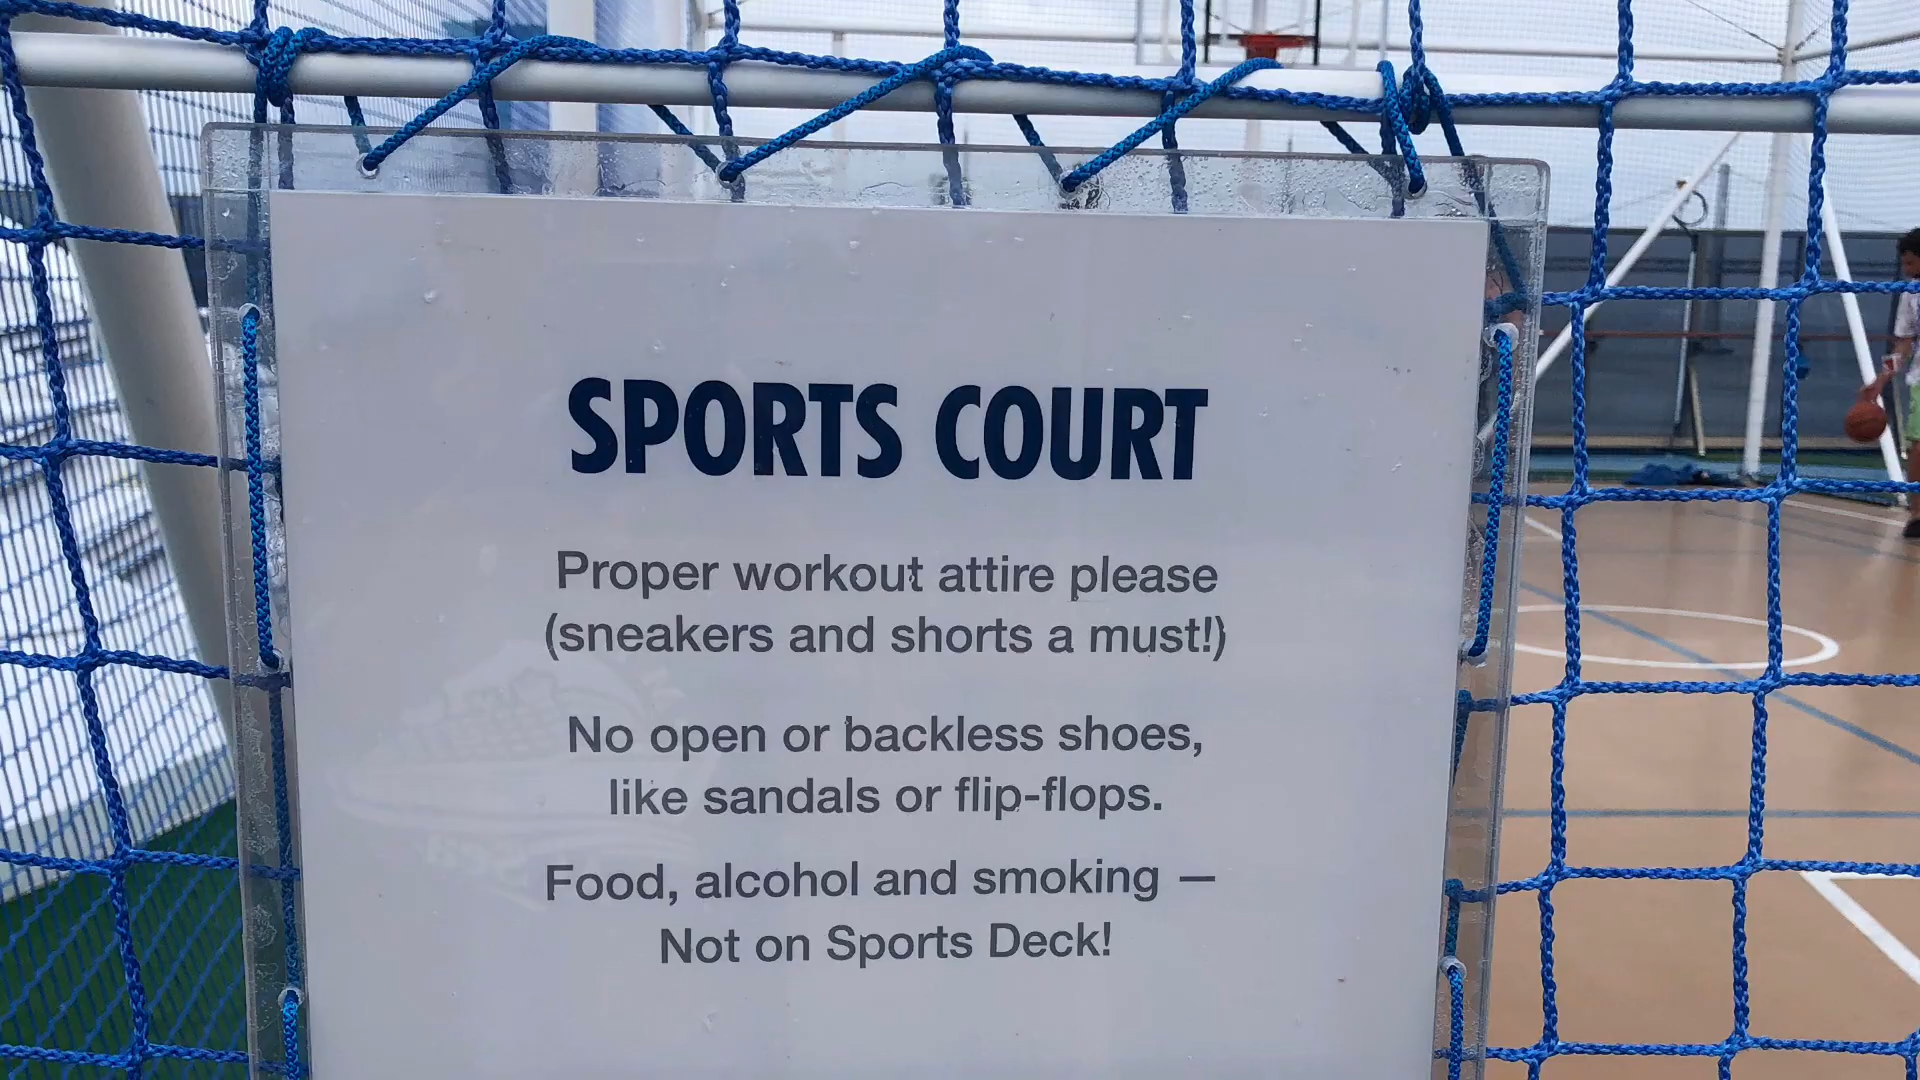 SPORTS COURT
Proper workout attire please
(sneakers and shorts a must!)
No open or backless shoes,
like sandals or flip-flops.
Food, alcohol and smoking —
Not on Sports Deck!